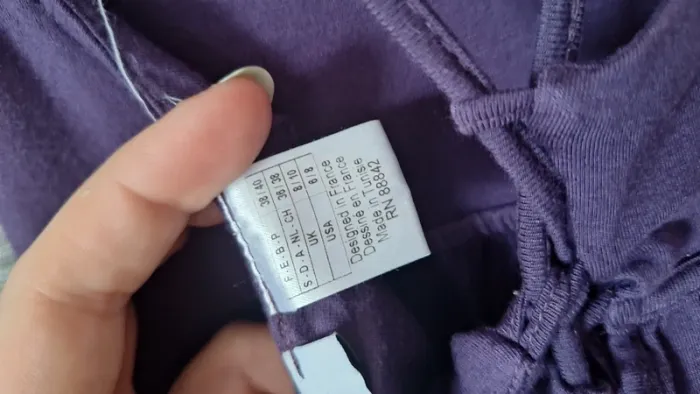 F-E-B-P 38/40
S-D-A-NL-CH 36/38
UK 8/10
USA 6/8
Designed in France
Dessiné en France
Made in Tunisie
RN 88842